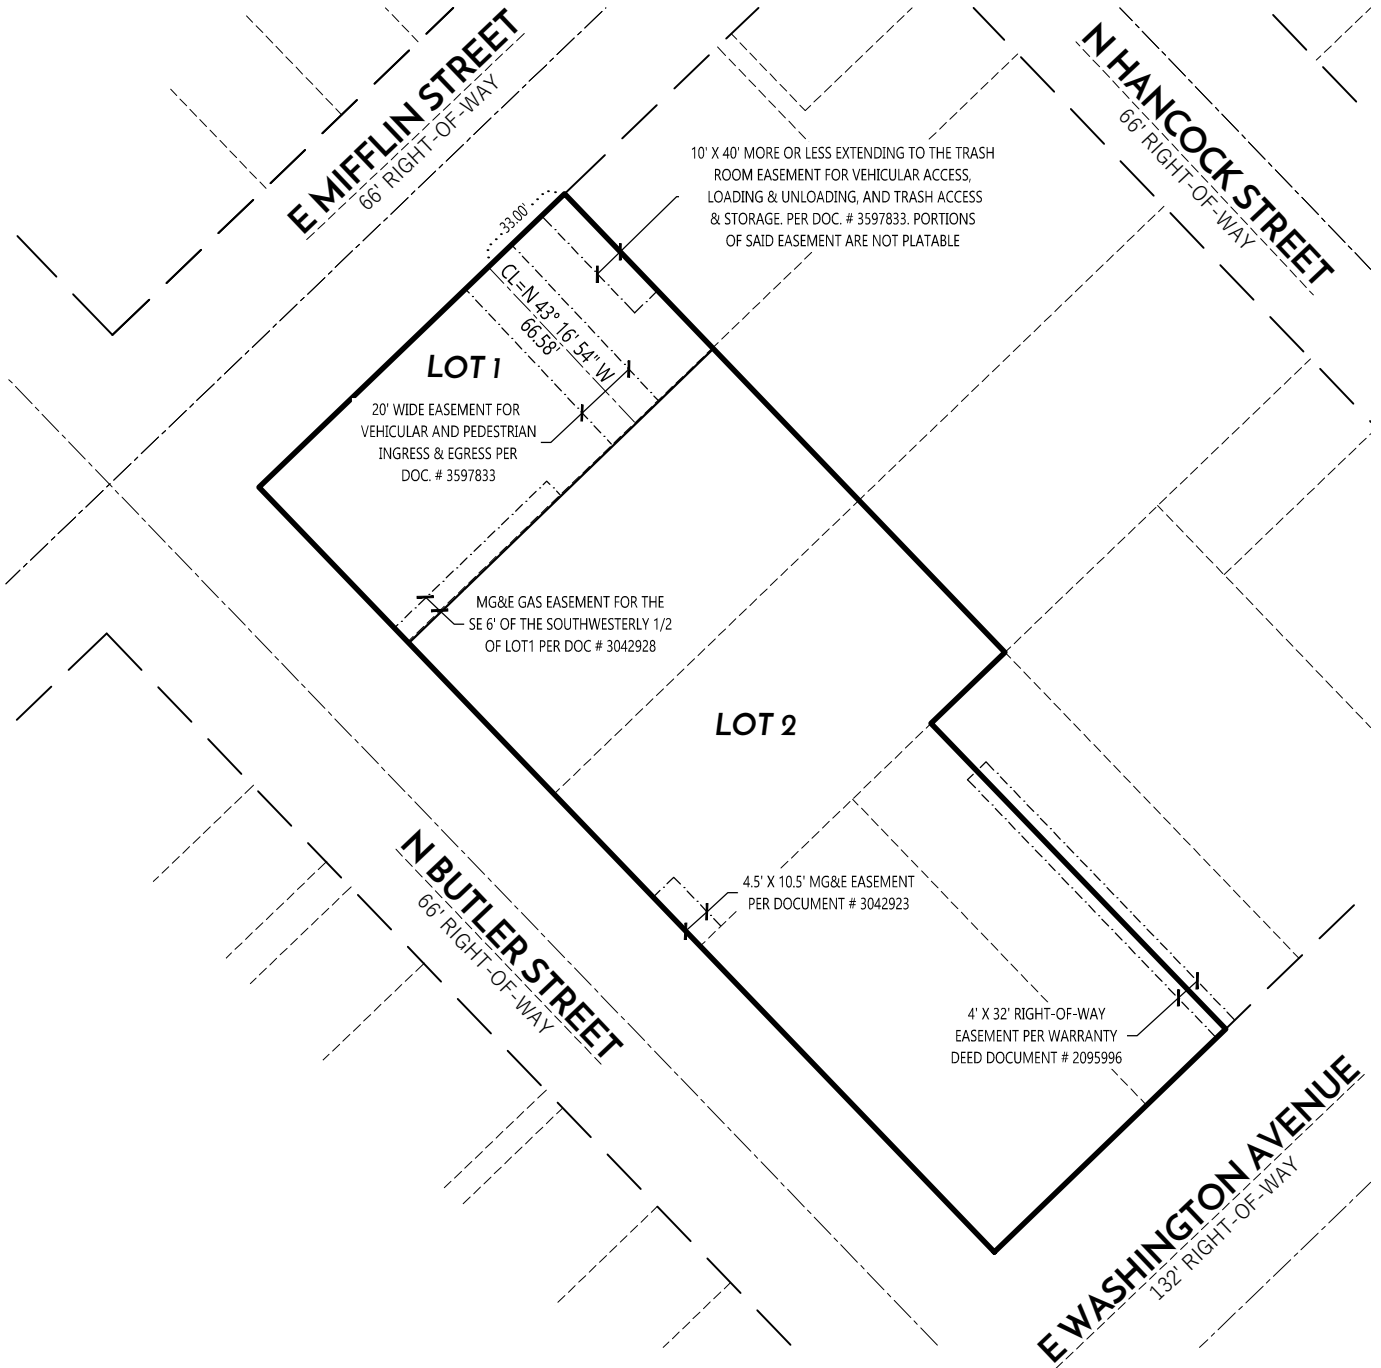 E MIFFLIN STREET
66' RIGHT-OF-WAY
N HANCOCK STREET
66' RIGHT-OF-WAY
10' X 40' MORE OR LESS EXTENDING TO THE TRASH
ROOM EASEMENT FOR VEHICULAR ACCESS,
LOADING & UNLOADING, AND TRASH ACCESS
& STORAGE. PER DOC. # 3597833. PORTIONS
OF SAID EASEMENT ARE NOT PLATABLE
33.00'
CL=N 43° 16' 54" W
66.58'
LOT 1
20' WIDE EASEMENT FOR
VEHICULAR AND PEDESTRIAN
INGRESS & EGRESS PER
DOC. # 3597833
MG&E GAS EASEMENT FOR THE
SE 6' OF THE SOUTHWESTERLY 1/2
OF LOT1 PER DOC # 3042928
LOT 2
N BUTLER STREET
66' RIGHT-OF-WAY
4.5' X 10.5' MG&E EASEMENT
PER DOCUMENT # 3042923
4' X 32' RIGHT-OF-WAY
EASEMENT PER WARRANTY
DEED DOCUMENT # 2095996
E WASHINGTON AVENUE
132' RIGHT-OF-WAY